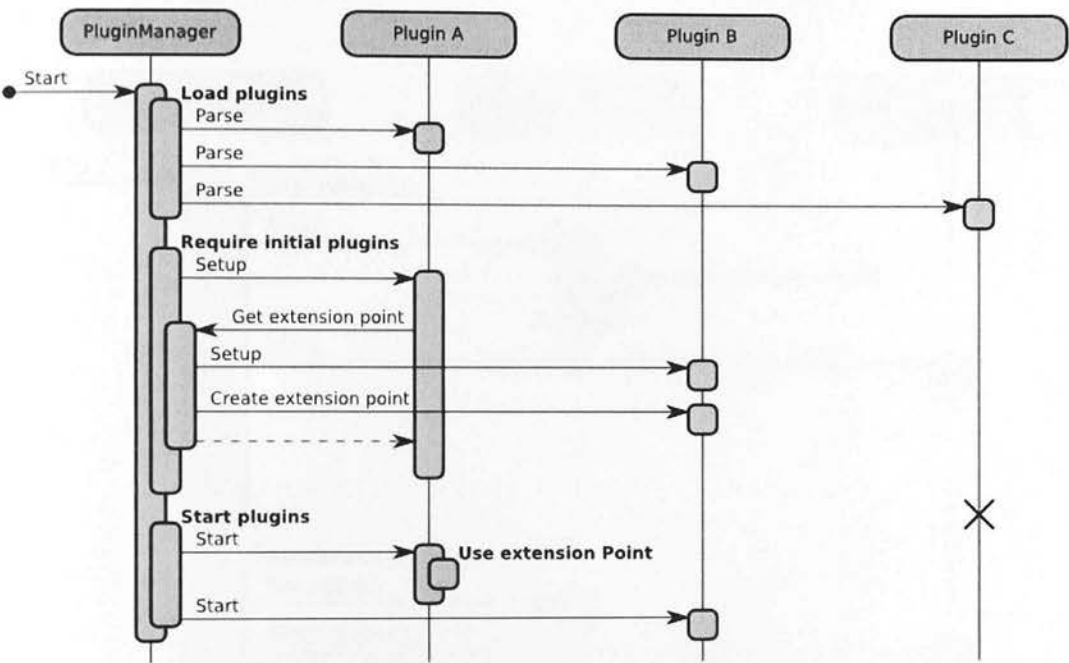 PluginManager
Plugin A
Plugin B
Plugin C
Start
Load plugins
Parse
Parse
Parse
Require initial plugins
Setup
Get extension point
Setup
Create extension point
Start plugins
Start
Use extension Point
Start